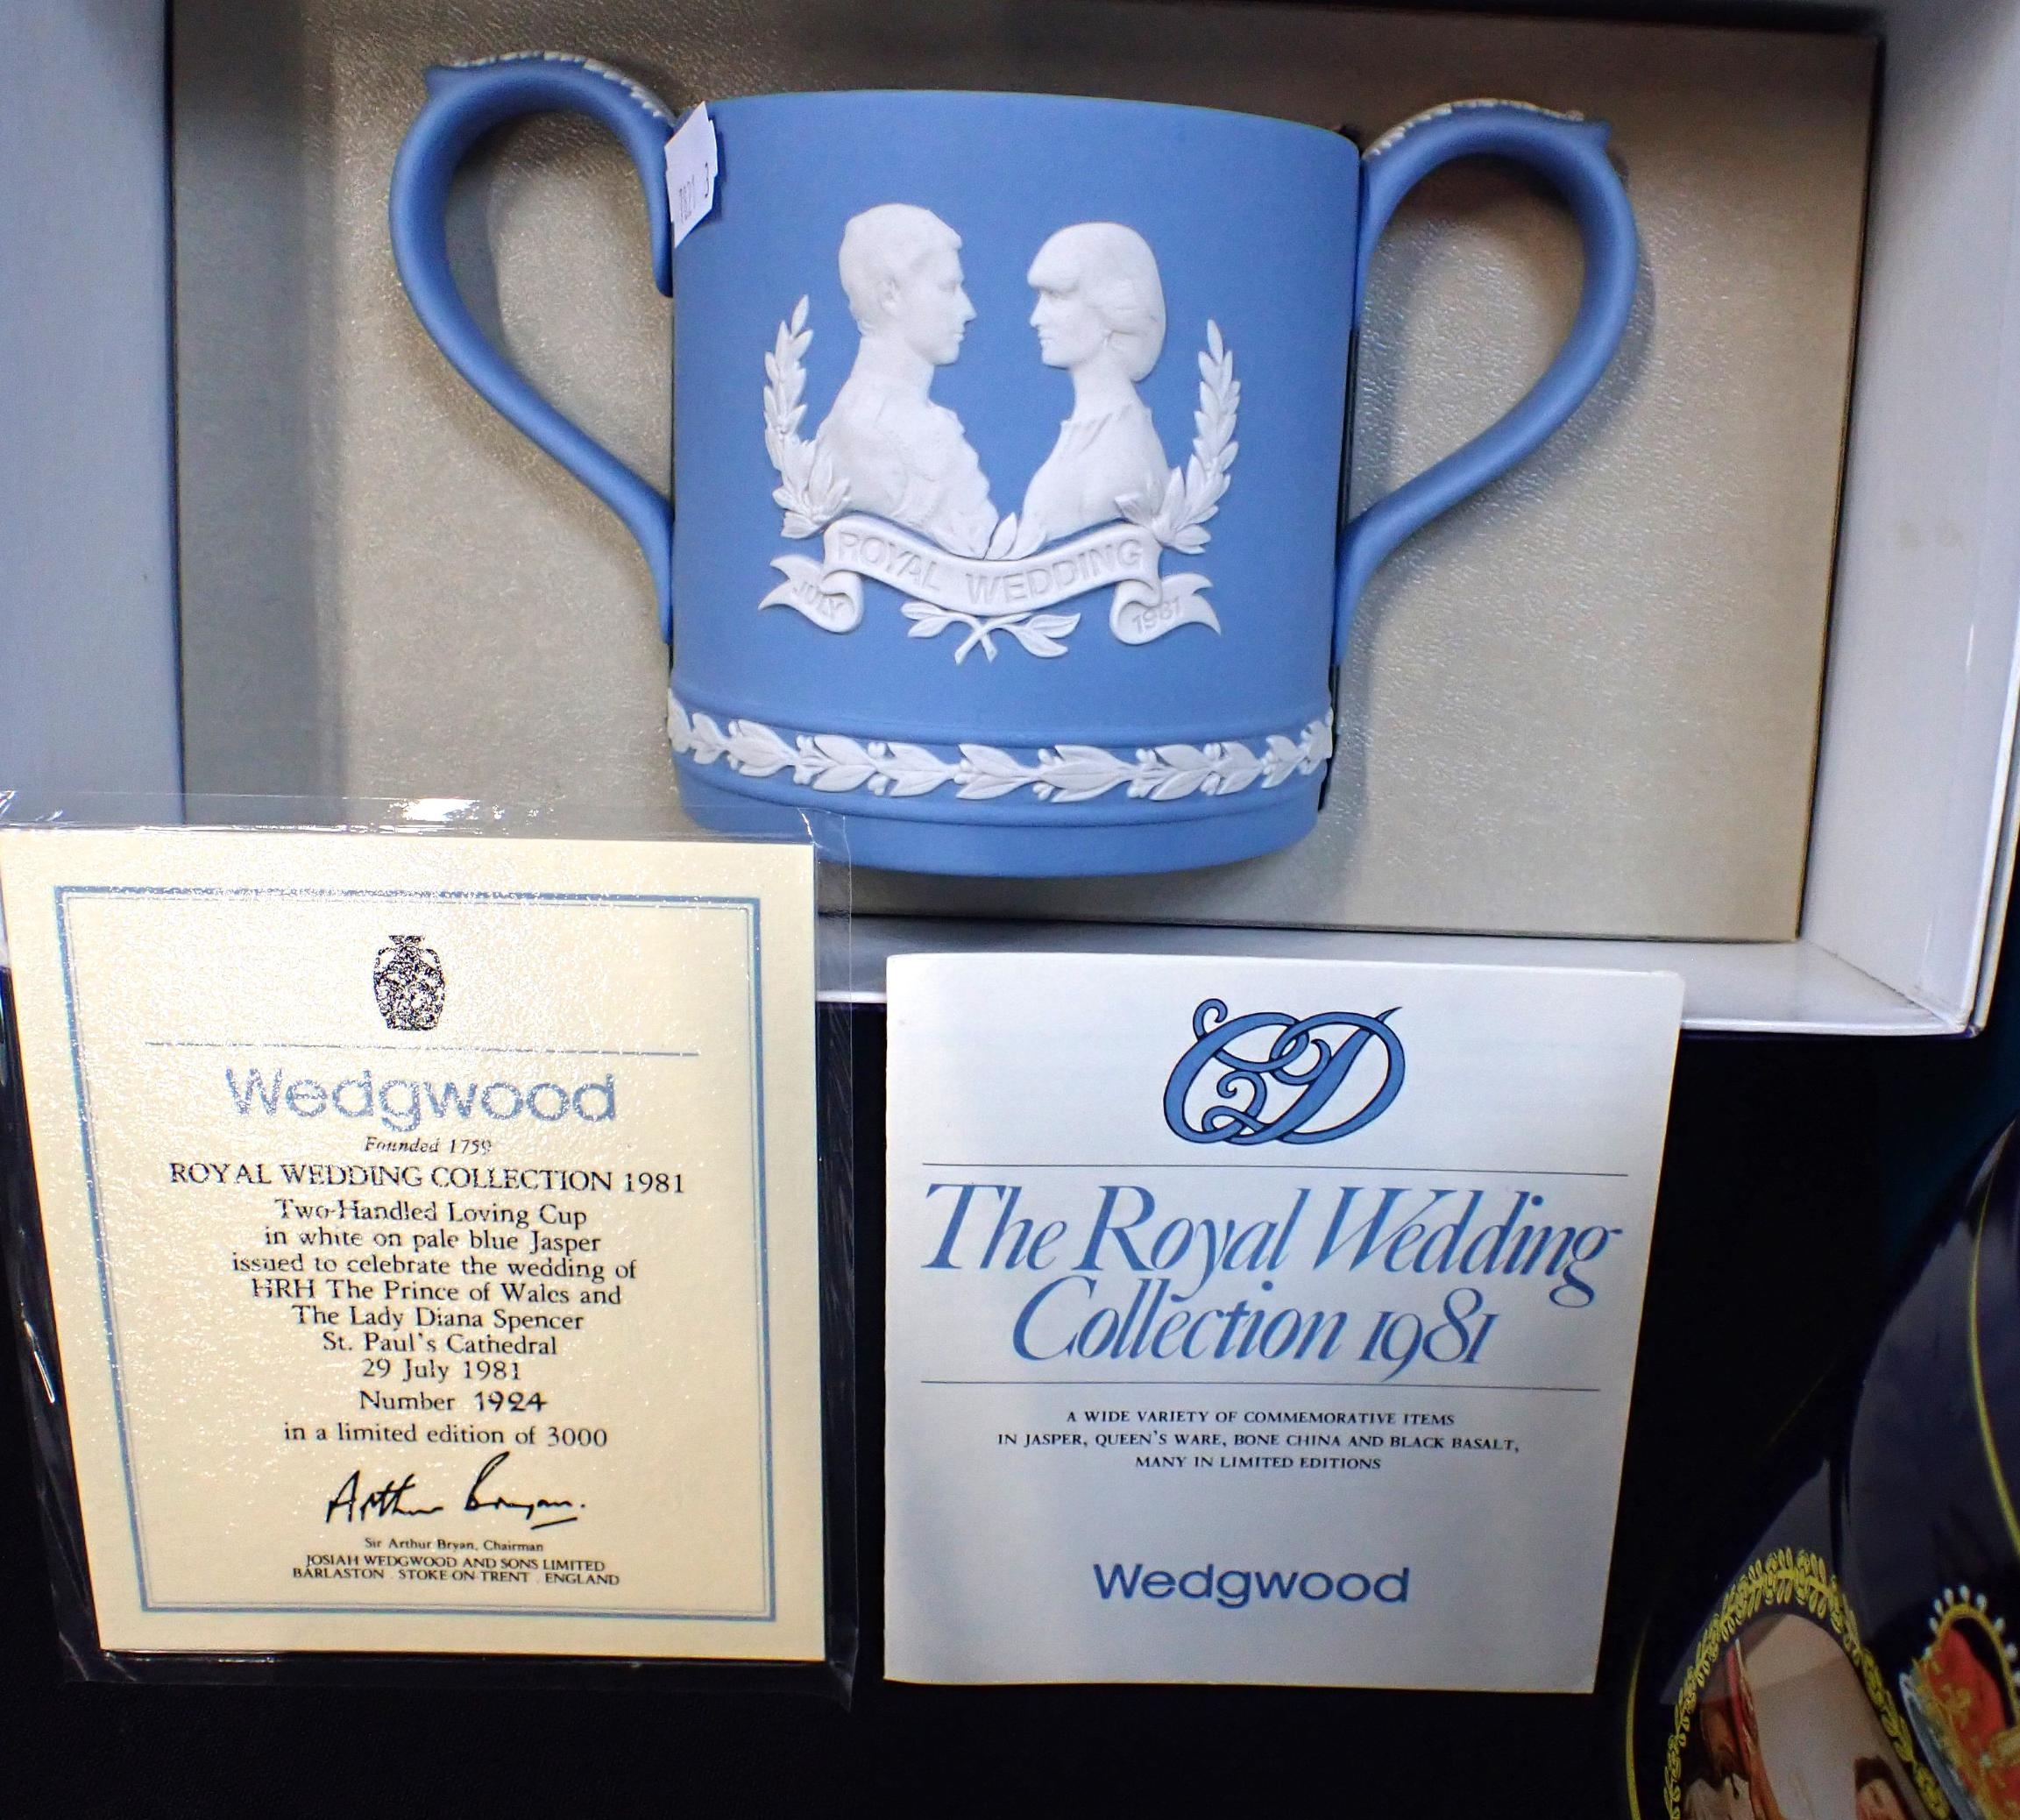 ROYAL WEDDING
JULY
1981
Wedgwood
Founded 1759
ROYAL WEDDING COLLECTION 1981
Two-Handled Loving Cup
in white on pale blue Jasper
issued to celebrate the wedding of
HRH The Prince of Wales and
The Lady Diana Spencer
St. Paul's Cathedral
29 July 1981
Number 1924
in a limited edition of 3000
Arthur Bryan.
Sir Arthur Bryan, Chairman
JOSIAH WEDGWOOD AND SONS LIMITED
BARLASTON . STOKE-ON-TRENT . ENGLAND
CD
The Royal Wedding
Collection 1981
A WIDE VARIETY OF COMMEMORATIVE ITEMS
IN JASPER, QUEEN'S WARE, BONE CHINA AND BLACK BASALT,
MANY IN LIMITED EDITIONS
Wedgwood